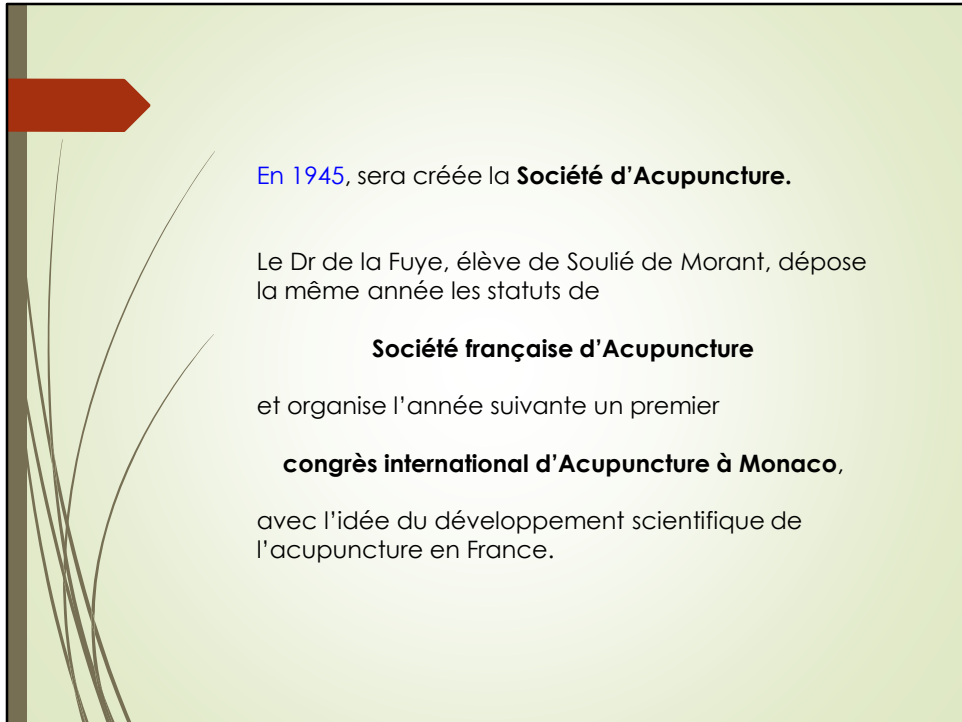 En 1945, sera créée la Société d’Acupuncture.
Le Dr de la Fuye, élève de Soulié de Morant, dépose
la même année les statuts de
Société française d’Acupuncture
et organise l’année suivante un premier
congrès international d’Acupuncture à Monaco,
avec l’idée du développement scientifique de
l’acupuncture en France.